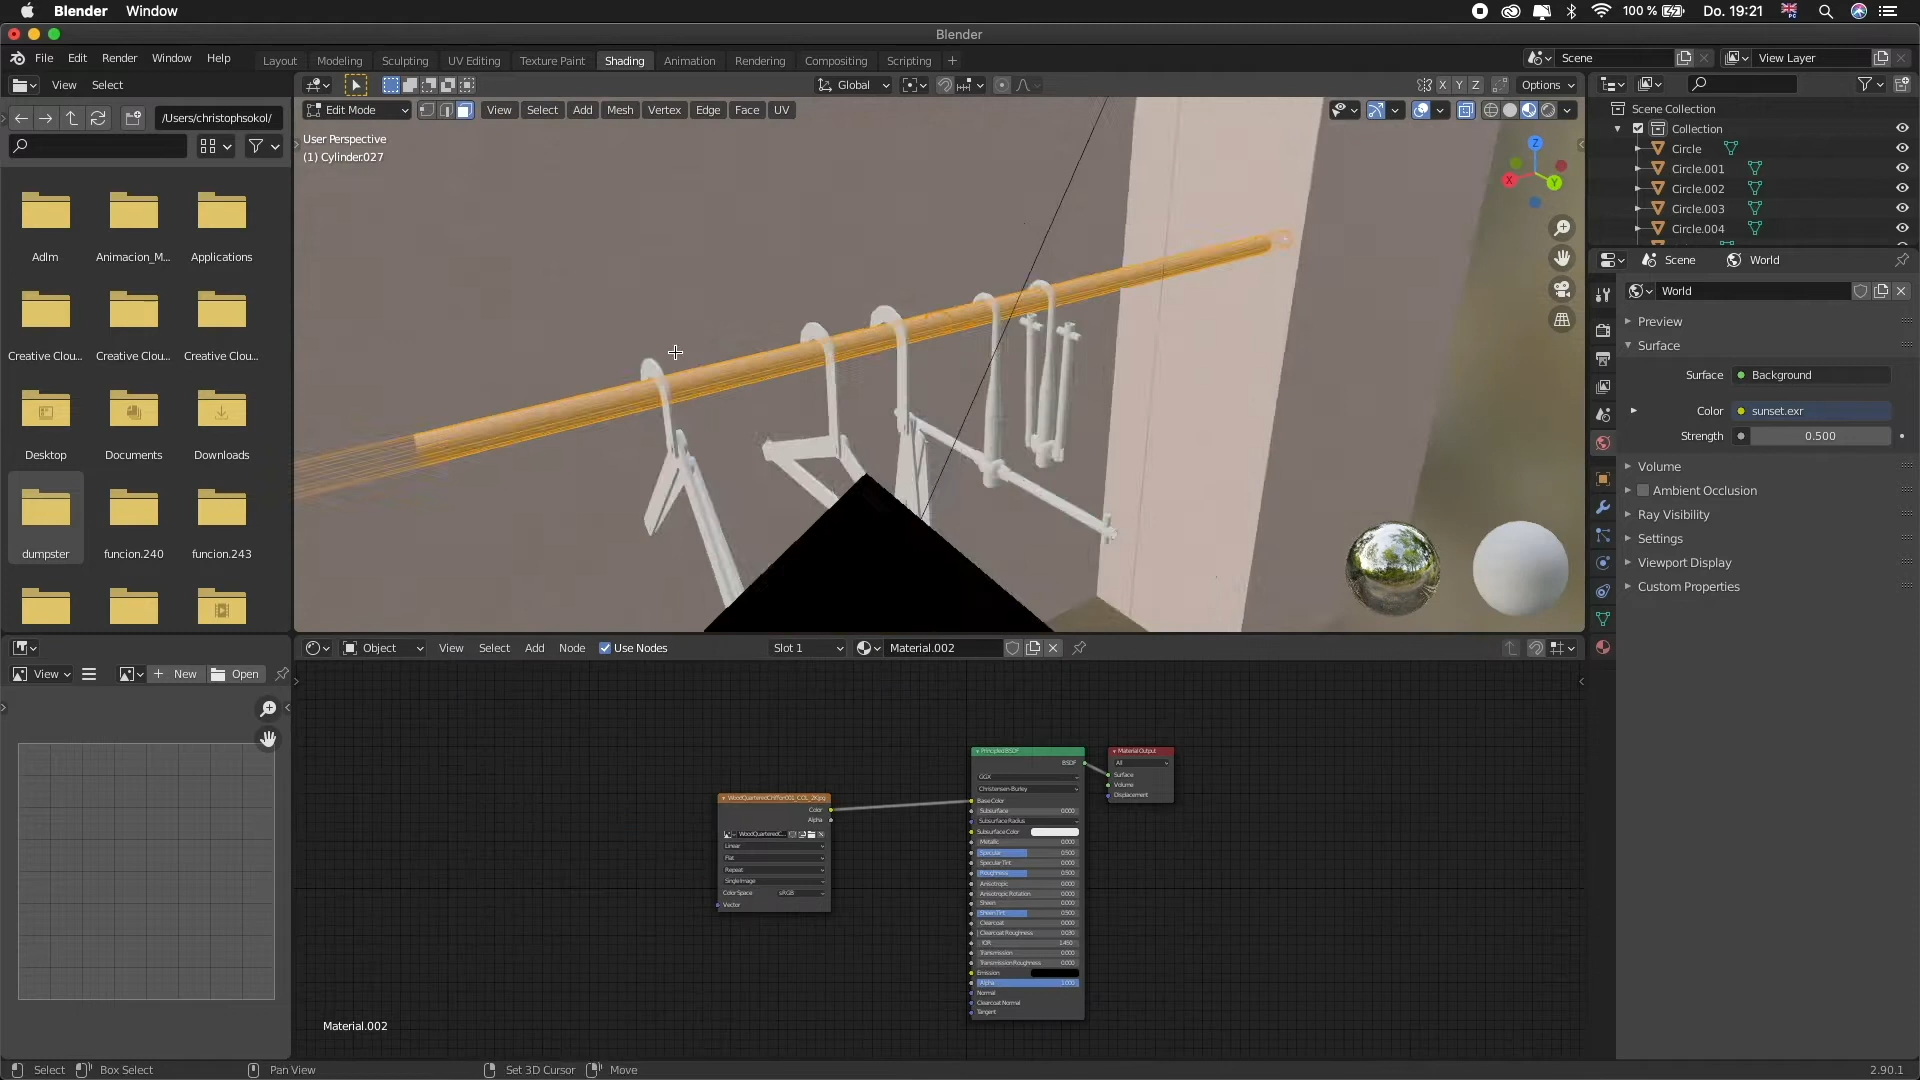 Blender Window 100 % Do. 19:21
Blender
File Edit Render Window Help Layout Modeling Sculpting UV Editing Texture Paint Shading Animation Rendering Compositing Scripting + Scene View Layer
View Select Global X Y Z Options
Edit Mode View Select Add Mesh Vertex Edge Face UV
/Users/christophsokol/
User Perspective
(1) Cylinder.027
Adlm Animacion_M... Applications
Creative Clou... Creative Clou... Creative Clou...
Desktop Documents Downloads
dumpster funcion.240 funcion.243
Z
X Y
Scene Collection
Collection
Circle
Circle.001
Circle.002
Circle.003
Circle.004
Scene World
World
Preview
Surface
Surface Background
Color sunset.exr
Strength 0.500
Volume
Ambient Occlusion
Ray Visibility
Settings
Viewport Display
Custom Properties
Object View Select Add Node Use Nodes Slot 1 Material.002
View New Open
WoodQuarteredChiffon001_COL_2K.jpg
Color
Alpha
WoodQuarteredC...
Linear
Flat
Repeat
Single Image
Color Space sRGB
Vector
Principled BSDF
BSDF
GGX
Christensen-Burley
Base Color
Subsurface 0.000
Subsurface Radius
Subsurface Color
Metallic 0.000
Specular 0.500
Specular Tint 0.000
Roughness 0.500
Anisotropic 0.000
Anisotropic Rotation 0.000
Sheen 0.000
Sheen Tint 0.500
Clearcoat 0.000
Clearcoat Roughness 0.030
IOR 1.450
Transmission 0.000
Transmission Roughness 0.000
Emission
Alpha 1.000
Normal
Clearcoat Normal
Tangent
Material Output
All
Surface
Volume
Displacement
Material.002
Select Box Select Pan View Set 3D Cursor Move 2.90.1